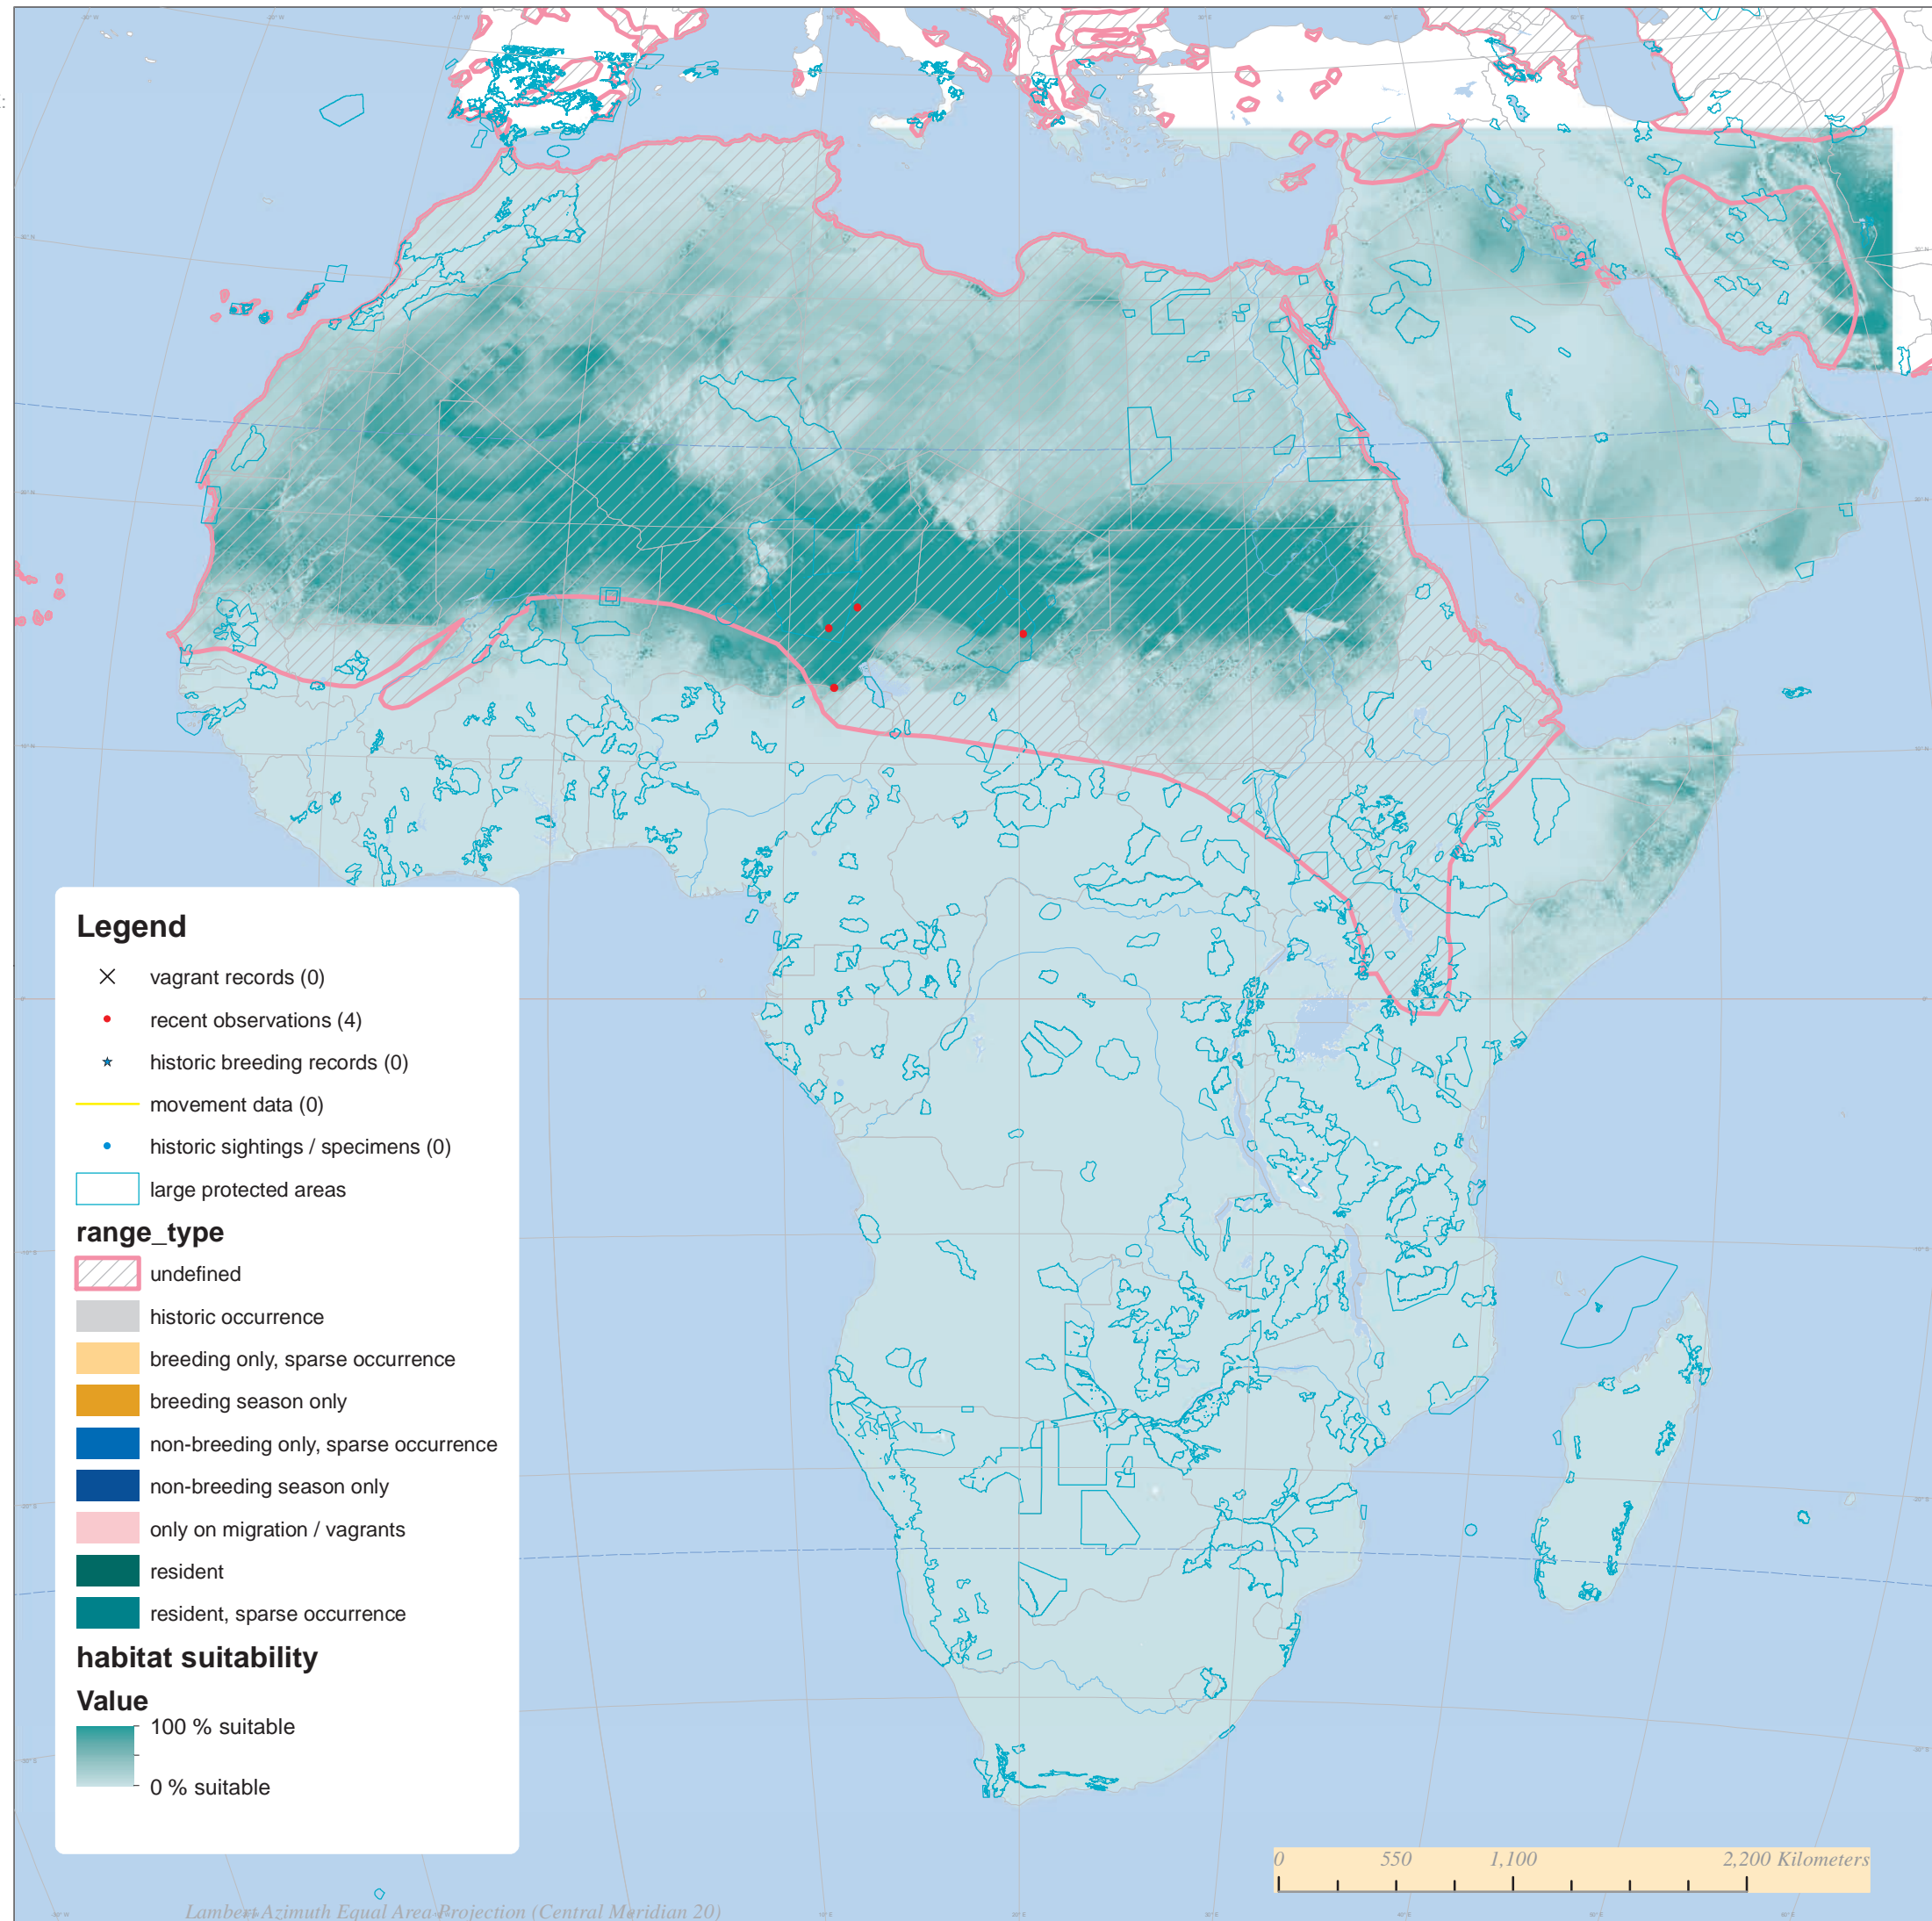 Legend
vagrant records (0)
recent observations (4)
historic breeding records (0)
movement data (0)
historic sightings / specimens (0)
large protected areas
range_type
undefined
historic occurrence
breeding only, sparse occurrence
breeding season only
non-breeding only, sparse occurrence
non-breeding season only
only on migration / vagrants
resident
resident, sparse occurrence
habitat suitability
Value
100 % suitable
0 % suitable
0 550 1,100 2,200 Kilometers
Lambert Azimuth Equal Area Projection (Central Meridian 20)